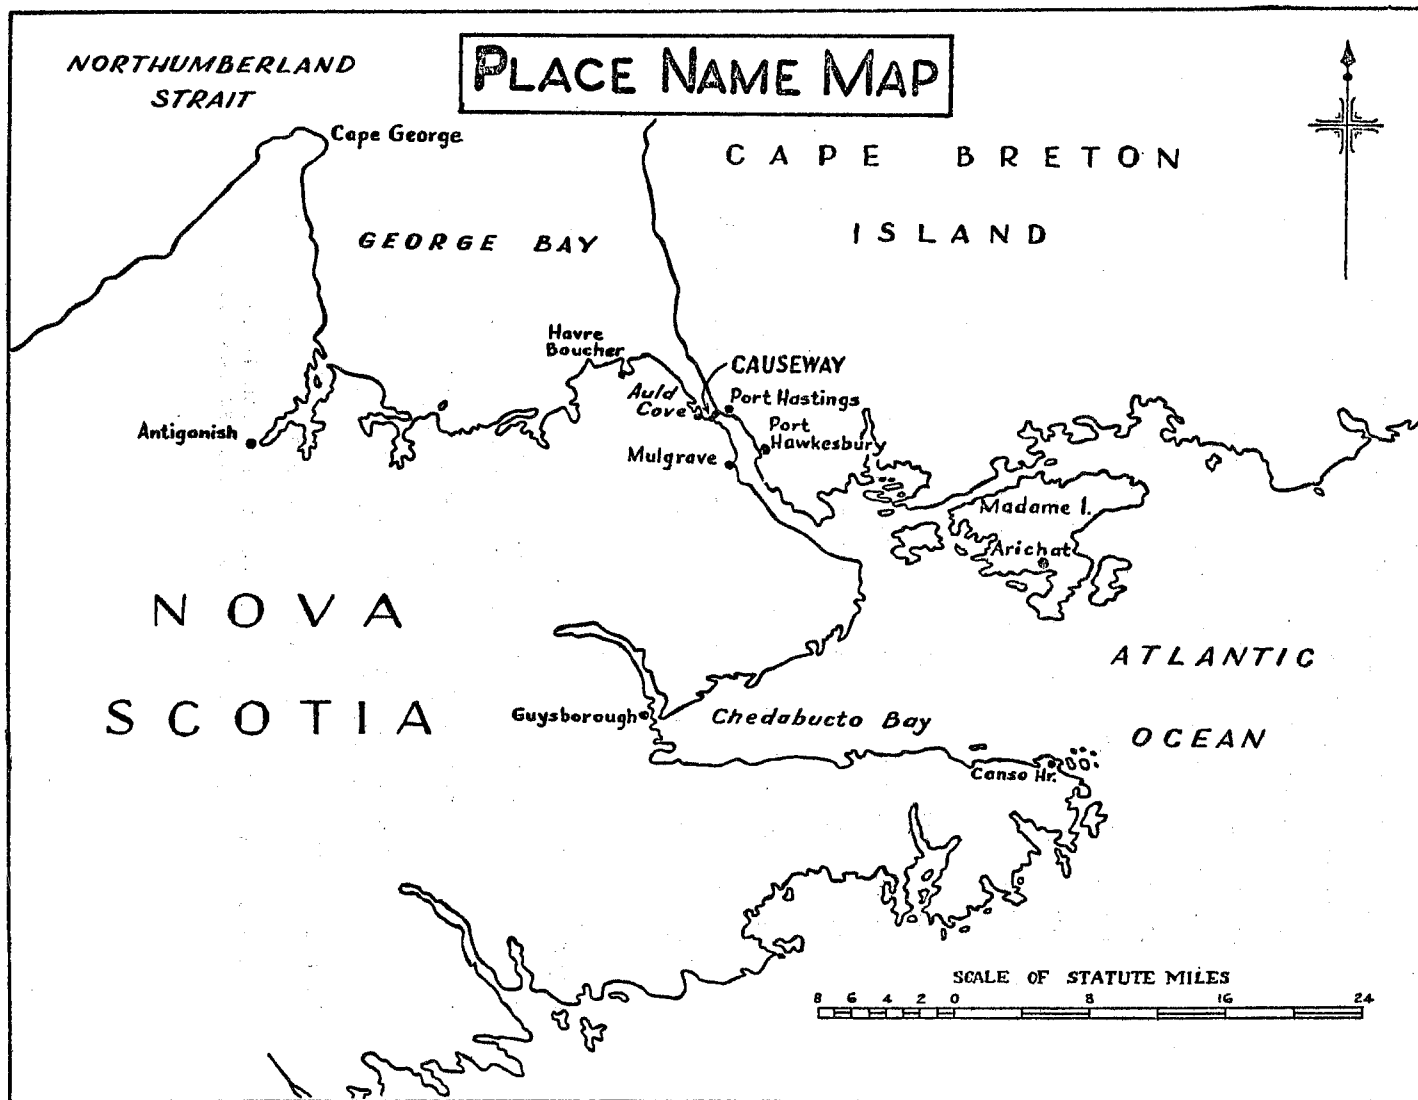 PLACE NAME MAP
NORTHUMBERLAND
STRAIT
Cape George
CAPE BRETON
ISLAND
GEORGE BAY
Havre
Boucher
CAUSEWAY
Auld
Cove
Port Hastings
Port
Hawkesbury
Antiganish
Mulgrave
Madame I.
Arichat
NOVA
SCOTIA
ATLANTIC
OCEAN
Guysborough
Chedabucto Bay
Canso Hr.
SCALE OF STATUTE MILES
8 6 4 2 0 8 16 24